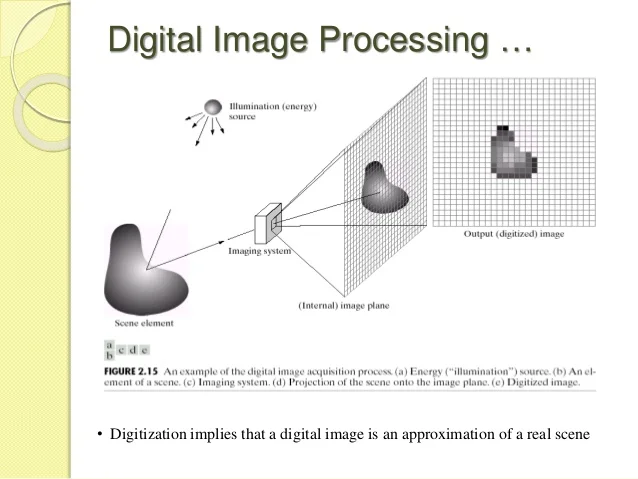 Digital Image Processing ...
Illumination (energy)
source
Output (digitized) image
Imaging system
(Internal) image plane
Scene element
a
b c d e
FIGURE 2.15 An example of the digital image acquisition process. (a) Energy (“illumination”) source. (b) An el-
ement of a scene. (c) Imaging system. (d) Projection of the scene onto the image plane. (e) Digitized image.
• Digitization implies that a digital image is an approximation of a real scene